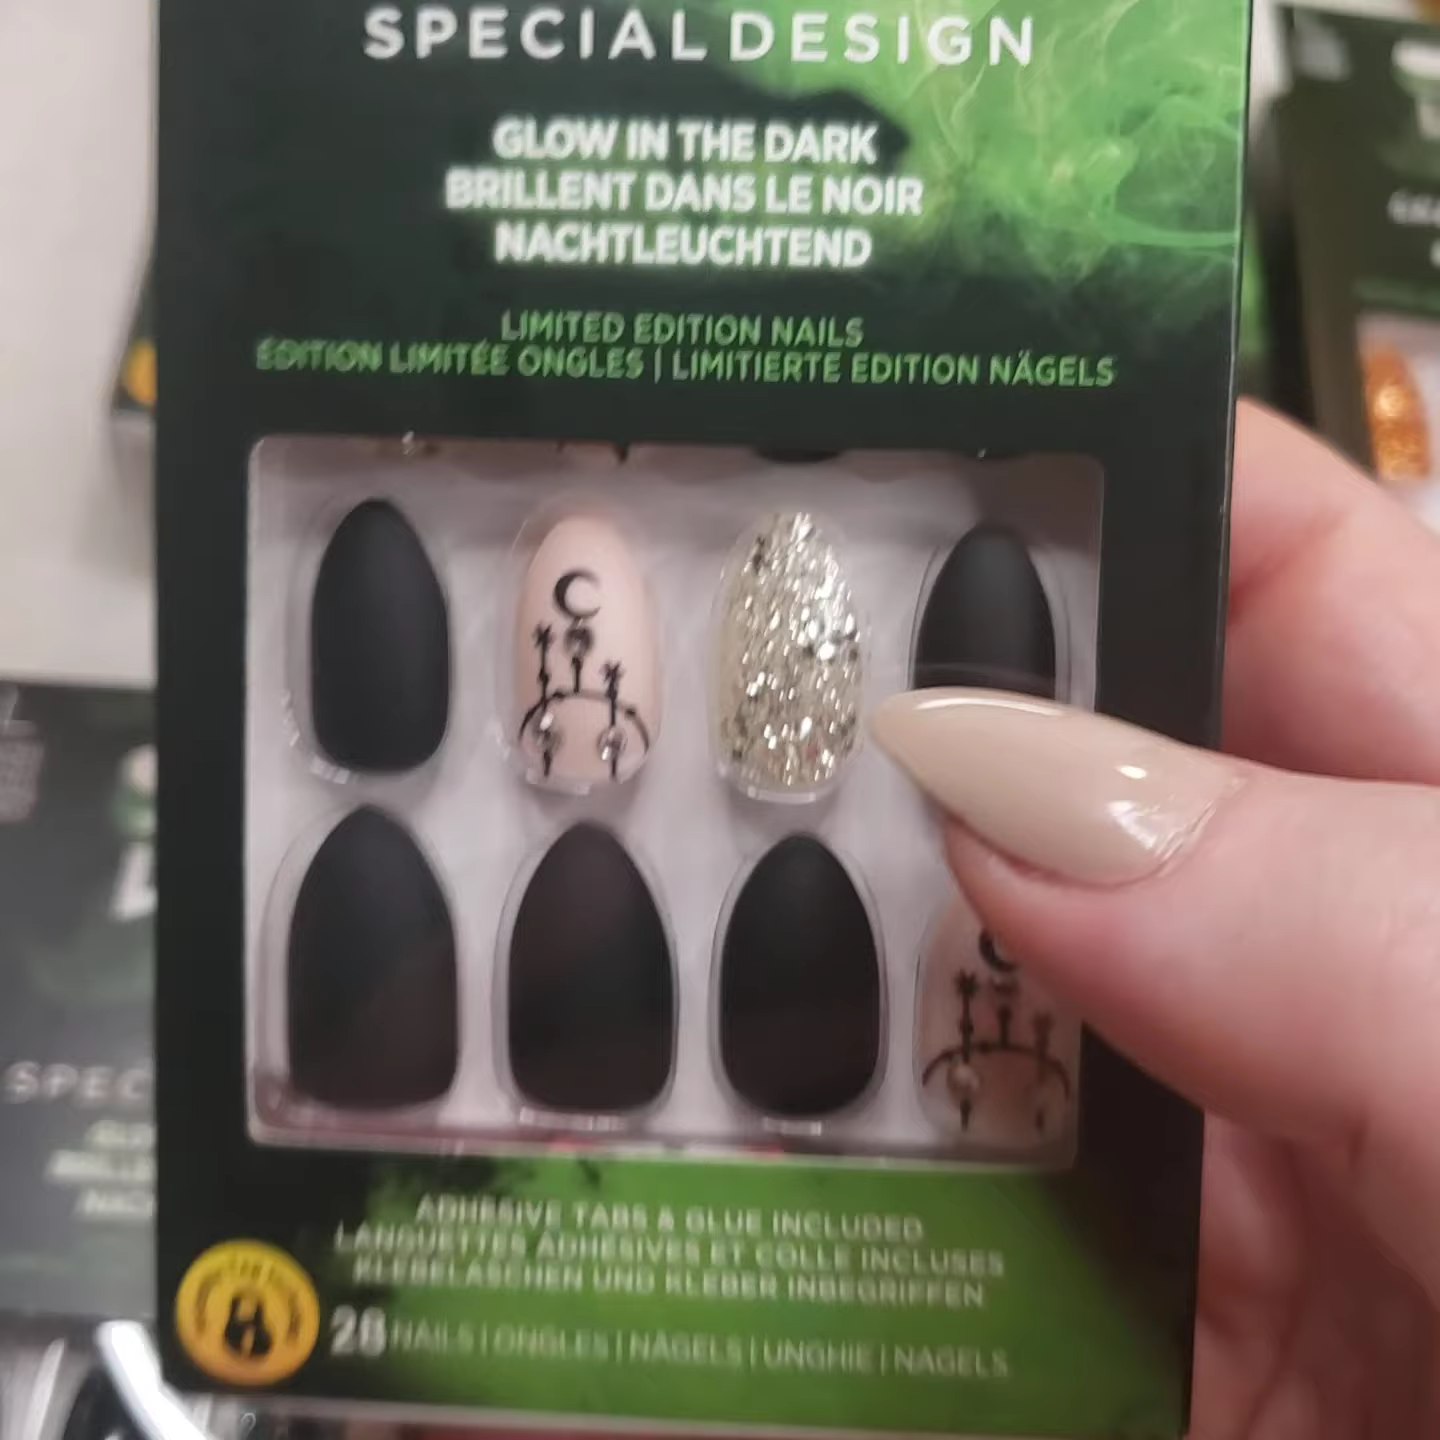 SPECIAL DESIGN
GLOW IN THE DARK
BRILLENT DANS LE NOIR
NACHTLEUCHTEND
LIMITED EDITION NAILS
ÉDITION LIMITÉE ONGLES | LIMITIERTE EDITION NÄGELS
ADHESIVE TABS & GLUE INCLUDED
LANGUETTES ADHÉSIVES ET COLLE INCLUSES
KLEBELASCHEN UND KLEBER INBEGRIFFEN
28 NAILS | ONGLES | NÄGELS | UNGHIE | NAGELS
SPEC